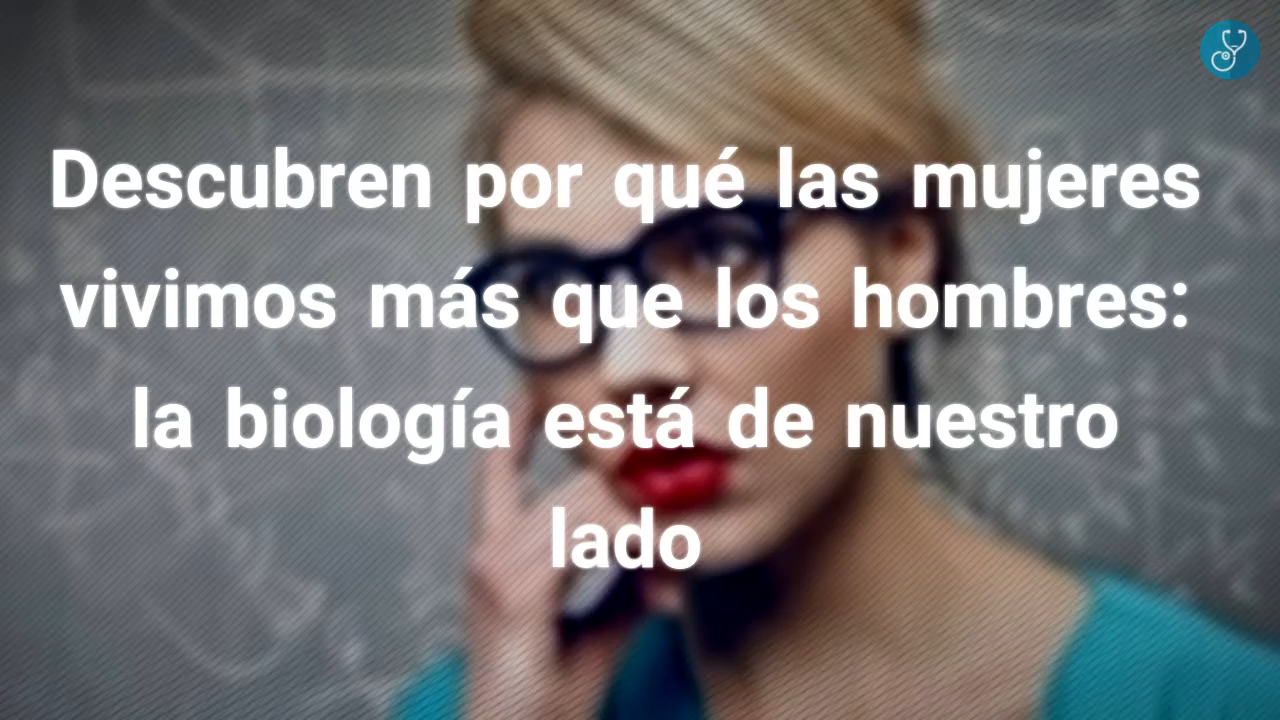 Descubren por qué las mujeres
vivimos más que los hombres:
la biología está de nuestro
lado